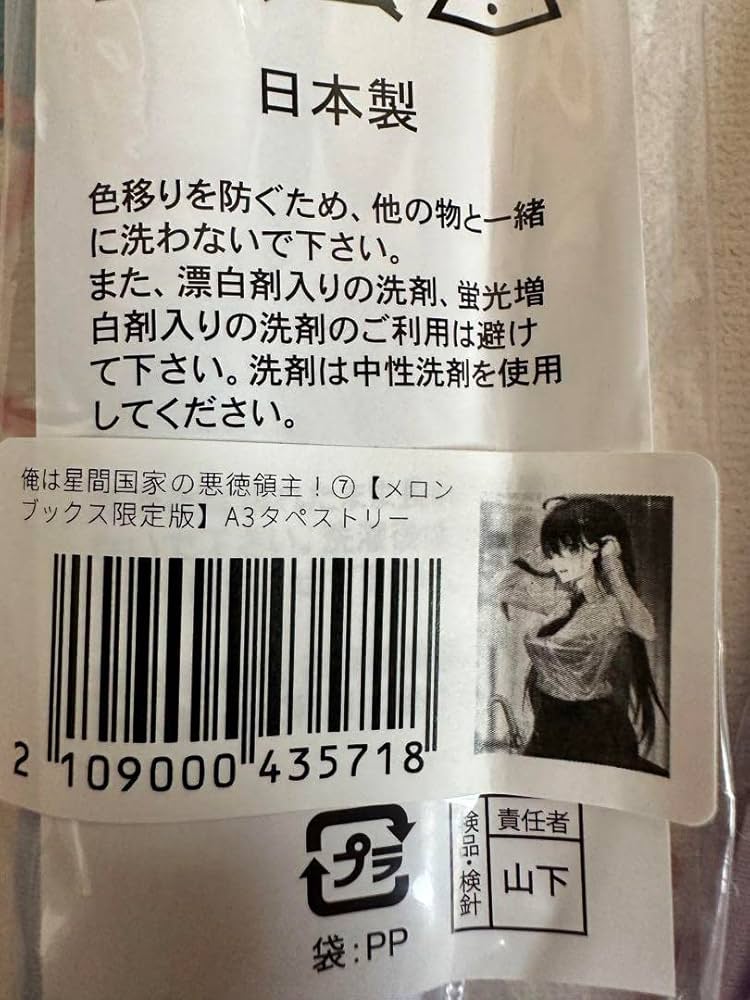 日本製
色移りを防ぐため、他の物と一緒
に洗わないで下さい。
また、漂白剤入りの洗剤、蛍光増
白剤入りの洗剤のご利用は避け
て下さい。洗剤は中性洗剤を使用
してください。
俺は星間国家の悪徳領主！⑦【メロン
ブックス限定版】A3タペストリー
2 109000 435718
プラ
袋:PP
検品・検針
責任者
山下